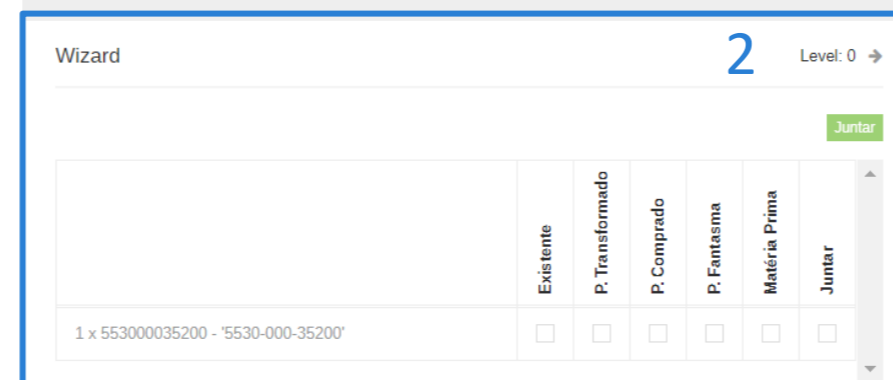 Wizard
2
Level: 0
Juntar
Existente
P. Transformado
P. Comprado
P. Fantasma
Matéria Prima
Juntar
1 x 553000035200 - '5530-000-35200'